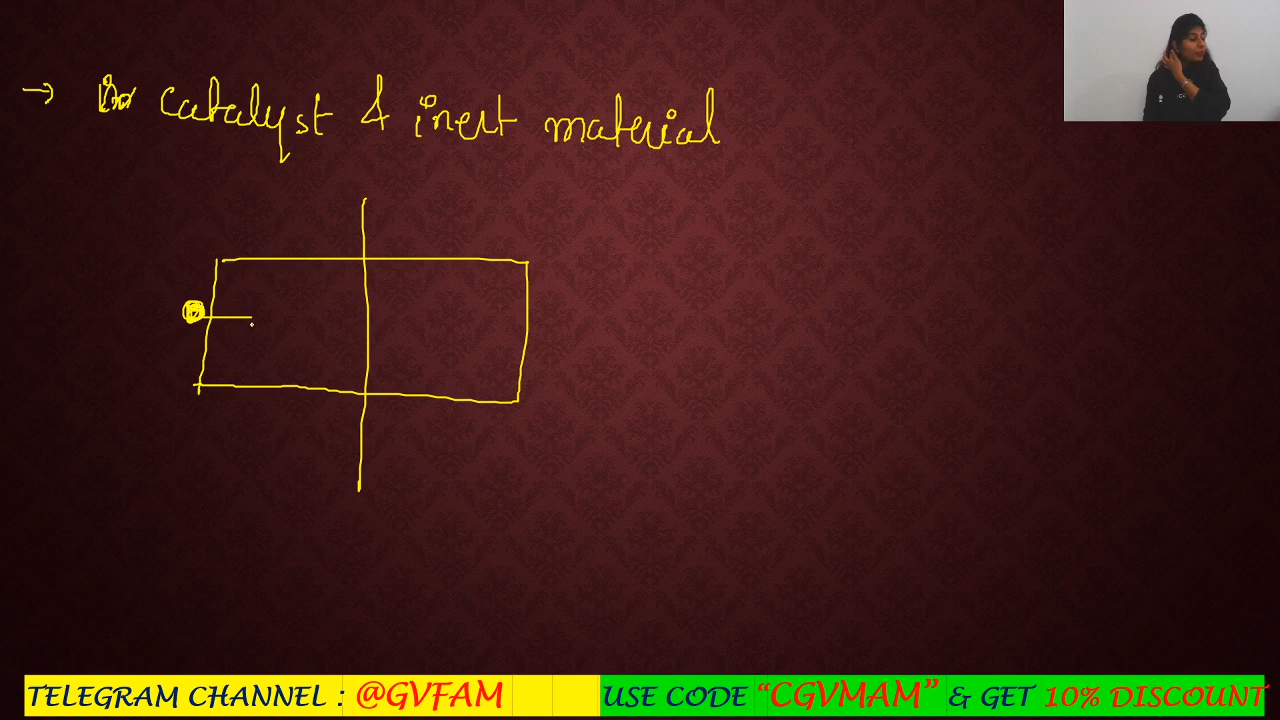 → catalyst & inert material
TELEGRAM CHANNEL : @GVFAM USE CODE “CGVMAM” & GET 10% DISCOUNT